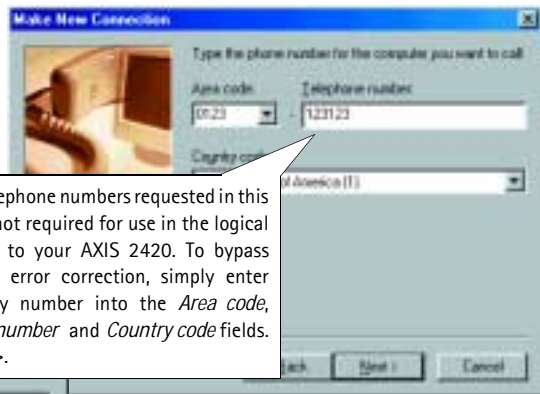 Make New Connection
Type the phone number for the computer you want to call
Area code: Telephone number:
0123 - 123123
Country code:
of America (1)
ephone numbers requested in this
not required for use in the logical
to your AXIS 2420. To bypass
error correction, simply enter
y number into the Area code,
number and Country code fields.
>.
ack Next > Cancel